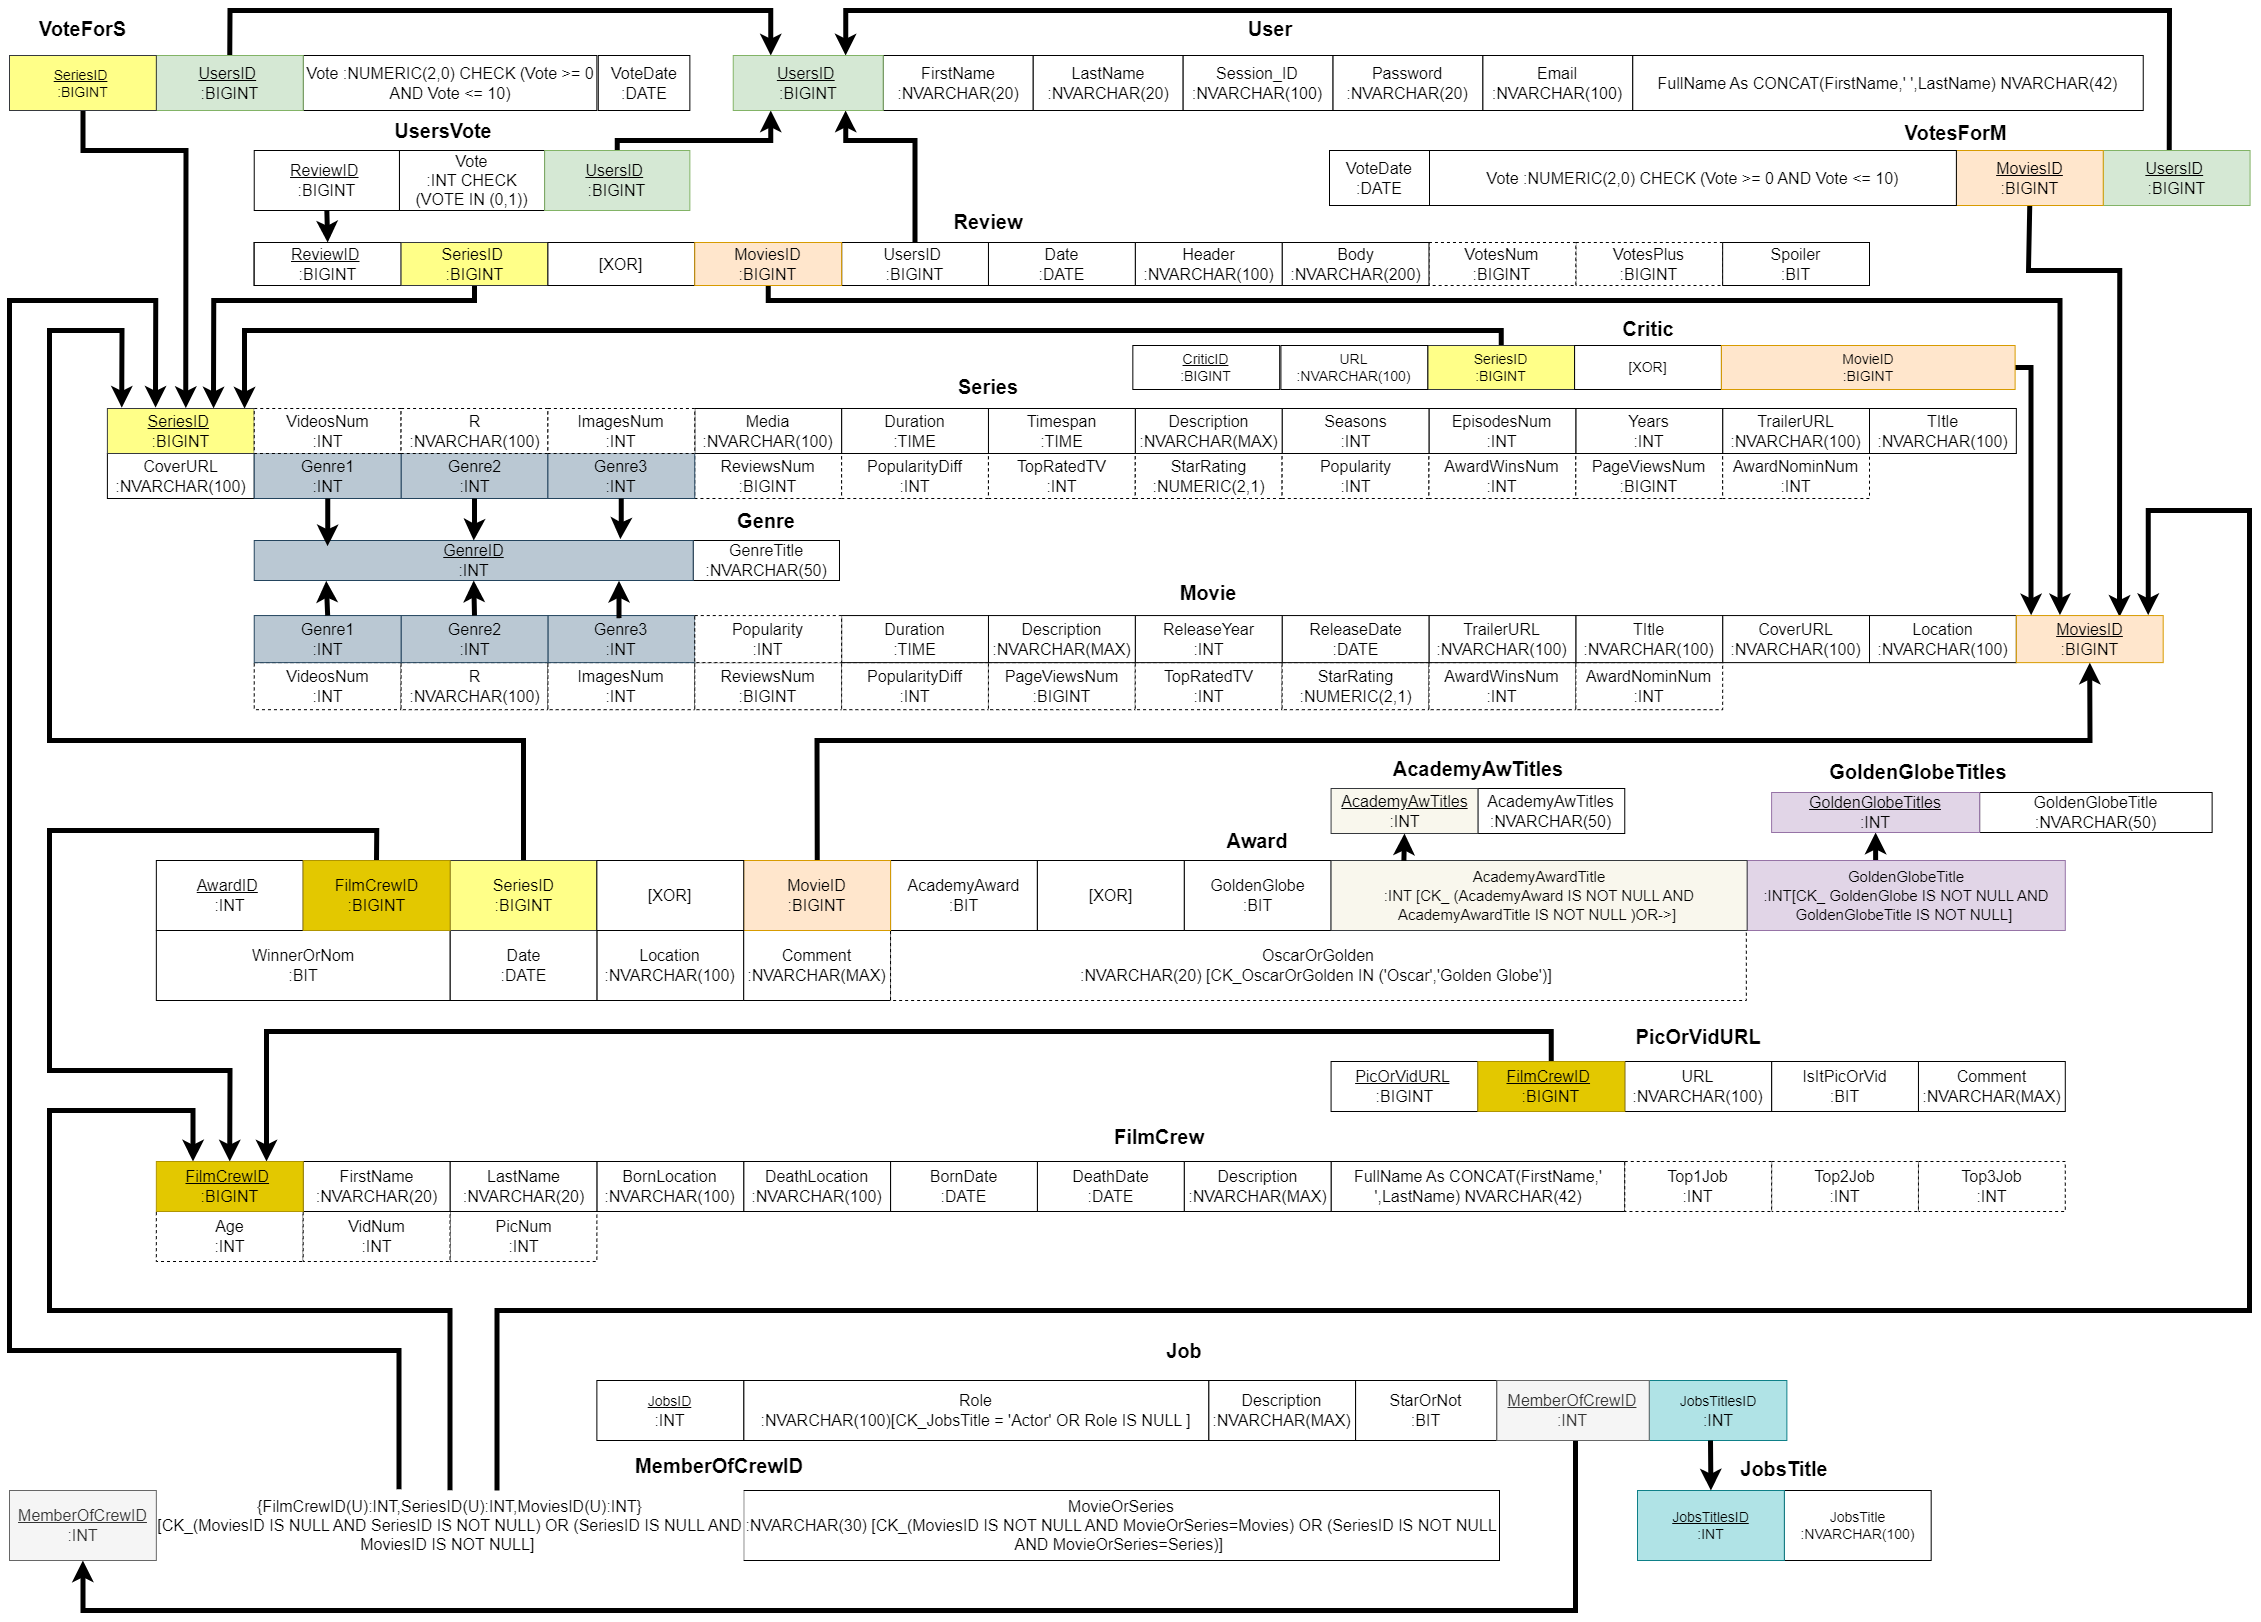 VoteForS
User
SeriesID
:BIGINT
UsersID
:BIGINT
Vote :NUMERIC(2,0) CHECK (Vote >= 0
AND Vote <= 10)
VoteDate
:DATE
UsersID
:BIGINT
FirstName
:NVARCHAR(20)
LastName
:NVARCHAR(20)
Session_ID
:NVARCHAR(100)
Password
:NVARCHAR(20)
Email
:NVARCHAR(100)
FullName As CONCAT(FirstName,' ',LastName) NVARCHAR(42)
UsersVote
VotesForM
ReviewID
:BIGINT
Vote
:INT CHECK
(VOTE IN (0,1))
UsersID
:BIGINT
VoteDate
:DATE
Vote :NUMERIC(2,0) CHECK (Vote >= 0 AND Vote <= 10)
MoviesID
:BIGINT
UsersID
:BIGINT
Review
ReviewID
:BIGINT
SeriesID
:BIGINT
[XOR]
MoviesID
:BIGINT
UsersID
:BIGINT
Date
:DATE
Header
:NVARCHAR(100)
Body
:NVARCHAR(200)
VotesNum
:BIGINT
VotesPlus
:BIGINT
Spoiler
:BIT
Critic
CriticID
:BIGINT
URL
:NVARCHAR(100)
SeriesID
:BIGINT
[XOR]
MovieID
:BIGINT
Series
SeriesID
:BIGINT
VideosNum
:INT
R
:NVARCHAR(100)
ImagesNum
:INT
Media
:NVARCHAR(100)
Duration
:TIME
Timespan
:TIME
Description
:NVARCHAR(MAX)
Seasons
:INT
EpisodesNum
:INT
Years
:INT
TrailerURL
:NVARCHAR(100)
TItle
:NVARCHAR(100)
CoverURL
:NVARCHAR(100)
Genre1
:INT
Genre2
:INT
Genre3
:INT
ReviewsNum
:BIGINT
PopularityDiff
:INT
TopRatedTV
:INT
StarRating
:NUMERIC(2,1)
Popularity
:INT
AwardWinsNum
:INT
PageViewsNum
:BIGINT
AwardNominNum
:INT
Genre
GenreID
:INT
GenreTitle
:NVARCHAR(50)
Movie
Genre1
:INT
Genre2
:INT
Genre3
:INT
Popularity
:INT
Duration
:TIME
Description
:NVARCHAR(MAX)
ReleaseYear
:INT
ReleaseDate
:DATE
TrailerURL
:NVARCHAR(100)
TItle
:NVARCHAR(100)
CoverURL
:NVARCHAR(100)
Location
:NVARCHAR(100)
MoviesID
:BIGINT
VideosNum
:INT
R
:NVARCHAR(100)
ImagesNum
:INT
ReviewsNum
:BIGINT
PopularityDiff
:INT
PageViewsNum
:BIGINT
TopRatedTV
:INT
StarRating
:NUMERIC(2,1)
AwardWinsNum
:INT
AwardNominNum
:INT
AcademyAwTitles
GoldenGlobeTitles
AcademyAwTitles
:INT
AcademyAwTitles
:NVARCHAR(50)
GoldenGlobeTitles
:INT
GoldenGlobeTitle
:NVARCHAR(50)
Award
AwardID
:INT
FilmCrewID
:BIGINT
SeriesID
:BIGINT
[XOR]
MovieID
:BIGINT
AcademyAward
:BIT
[XOR]
GoldenGlobe
:BIT
AcademyAwardTitle
:INT [CK_ (AcademyAward IS NOT NULL AND
AcademyAwardTitle IS NOT NULL )OR->]
GoldenGlobeTitle
:INT[CK_ GoldenGlobe IS NOT NULL AND
GoldenGlobeTitle IS NOT NULL]
WinnerOrNom
:BIT
Date
:DATE
Location
:NVARCHAR(100)
Comment
:NVARCHAR(MAX)
OscarOrGolden
:NVARCHAR(20) [CK_OscarOrGolden IN ('Oscar','Golden Globe')]
PicOrVidURL
PicOrVidURL
:BIGINT
FilmCrewID
:BIGINT
URL
:NVARCHAR(100)
IsItPicOrVid
:BIT
Comment
:NVARCHAR(MAX)
FilmCrew
FilmCrewID
:BIGINT
FirstName
:NVARCHAR(20)
LastName
:NVARCHAR(20)
BornLocation
:NVARCHAR(100)
DeathLocation
:NVARCHAR(100)
BornDate
:DATE
DeathDate
:DATE
Description
:NVARCHAR(MAX)
FullName As CONCAT(FirstName,'
',LastName) NVARCHAR(42)
Top1Job
:INT
Top2Job
:INT
Top3Job
:INT
Age
:INT
VidNum
:INT
PicNum
:INT
Job
JobsID
:INT
Role
:NVARCHAR(100)[CK_JobsTitle = 'Actor' OR Role IS NULL ]
Description
:NVARCHAR(MAX)
StarOrNot
:BIT
MemberOfCrewID
:INT
JobsTitlesID
:INT
MemberOfCrewID
JobsTitle
MemberOfCrewID
:INT
{FilmCrewID(U):INT,SeriesID(U):INT,MoviesID(U):INT}
[CK_(MoviesID IS NULL AND SeriesID IS NOT NULL) OR (SeriesID IS NULL AND
MoviesID IS NOT NULL]
MovieOrSeries
:NVARCHAR(30) [CK_(MoviesID IS NOT NULL AND MovieOrSeries=Movies) OR (SeriesID IS NOT NULL
AND MovieOrSeries=Series)]
JobsTitlesID
:INT
JobsTitle
:NVARCHAR(100)